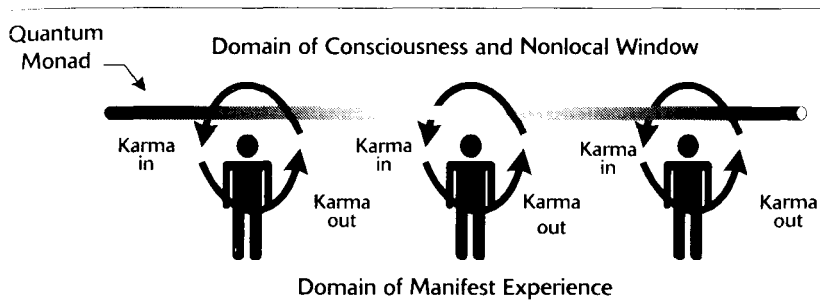 Quantum
Monad
Domain of Consciousness and Nonlocal Window
Karma
in
Karma
out
Karma
in
Karma
out
Karma
in
Karma
out
Domain of Manifest Experience